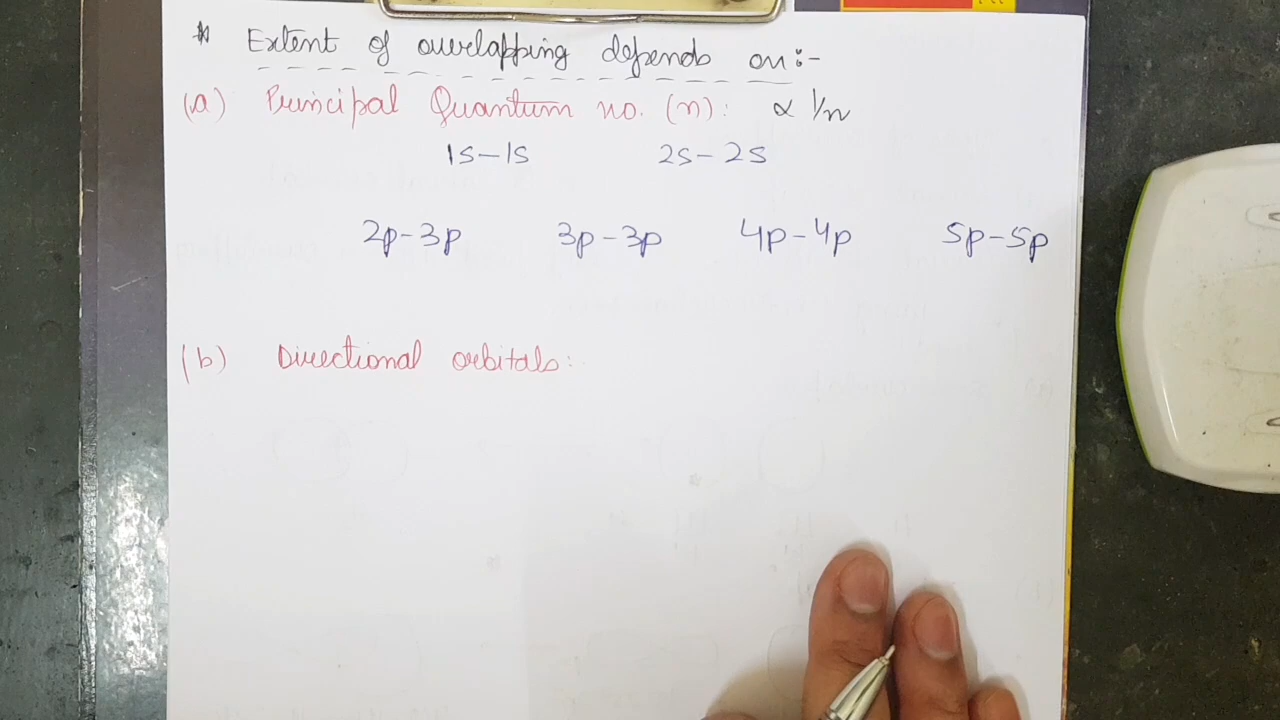 * Extent of overlapping depends on:-
(a) Principal Quantum no. (n): ∝ 1/n
1s-1s 2s-2s
2p-3p 3p-3p 4p-4p 5p-5p
(b) Directional orbitals: